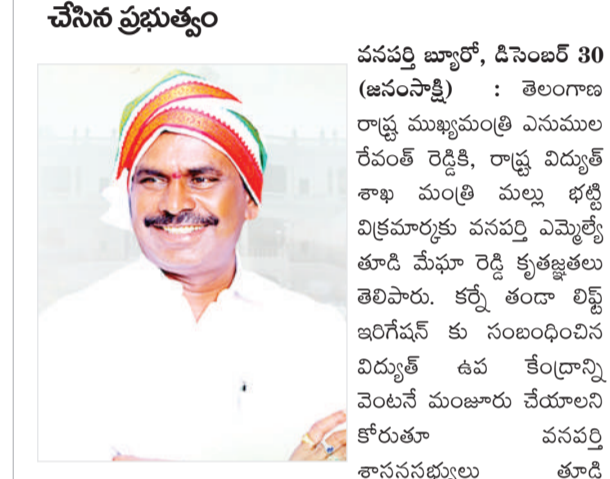 చేసిన ప్రభుత్వం
వనపర్తి బ్యూరో, డిసెంబర్ 30
(జనంసాక్షి) : తెలంగాణ
రాష్ట్ర ముఖ్యమంత్రి ఎనుముల
రేవంత్ రెడ్డికి, రాష్ట్ర విద్యుత్
శాఖ మంత్రి మల్లు భట్టి
విక్రమార్కకు వనపర్తి ఎమ్మెల్యే
తూడి మేఘా రెడ్డి కృతజ్ఞతలు
తెలిపారు. కర్నే తండా లిఫ్ట్
ఇరిగేషన్ కు సంబంధించిన
విద్యుత్ ఉప కేంద్రాన్ని
వెంటనే మంజూరు చేయాలని
కోరుతూ వనపర్తి
శాసనసభ్యులు తూడి